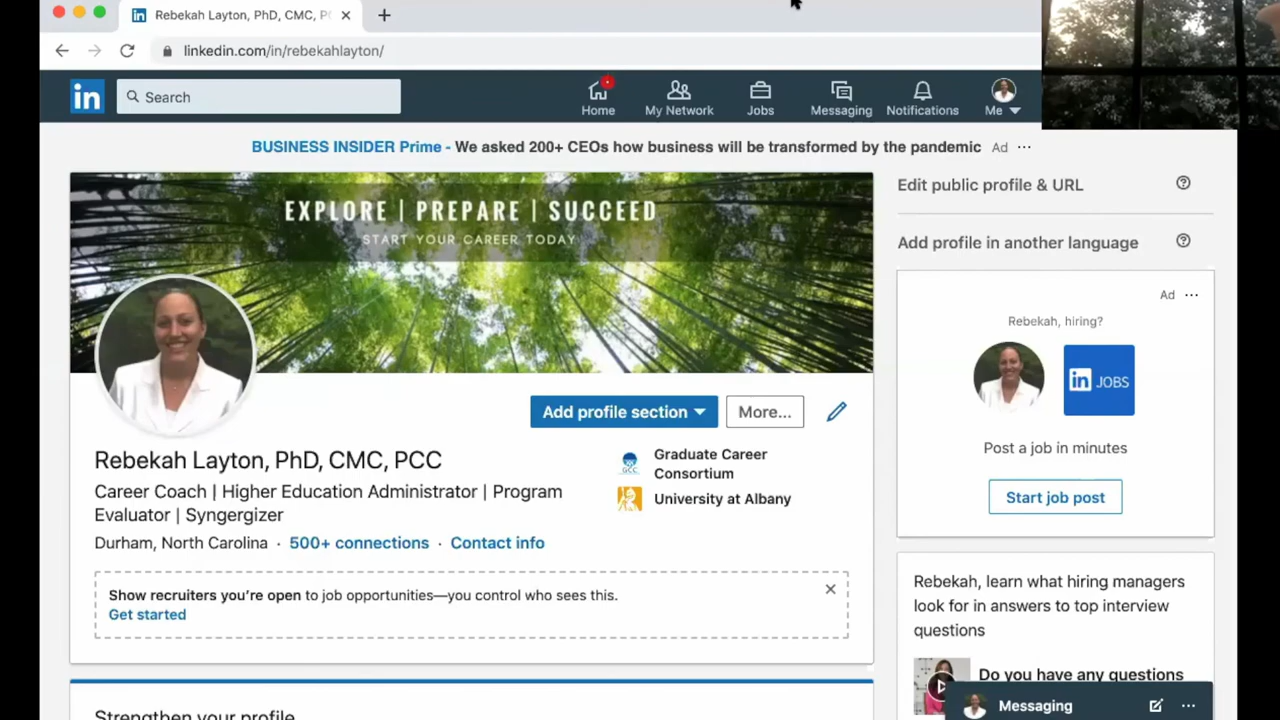 Rebekah Layton, PhD, CMC, P
linkedin.com/in/rebekahlayton/
in
Search
Home
My Network
Jobs
Messaging
Notifications
Me
BUSINESS INSIDER Prime - We asked 200+ CEOs how business will be transformed by the pandemic Ad ...
EXPLORE | PREPARE | SUCCEED
START YOUR CAREER TODAY
Add profile section
More...
Rebekah Layton, PhD, CMC, PCC
Career Coach | Higher Education Administrator | Program
Evaluator | Syngergizer
Durham, North Carolina · 500+ connections · Contact info
GCC
Graduate Career
Consortium
University at Albany
Show recruiters you're open to job opportunities—you control who sees this.
Get started
Strengthen your profile
Edit public profile & URL
Add profile in another language
Ad ...
Rebekah, hiring?
in JOBS
Post a job in minutes
Start job post
Rebekah, learn what hiring managers
look for in answers to top interview
questions
Do you have any questions
Messaging